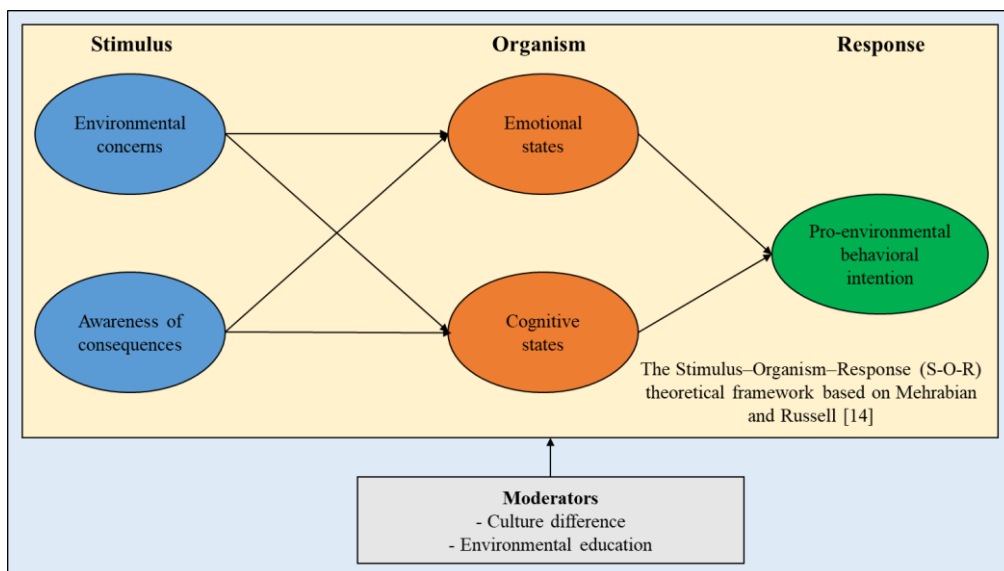 Stimulus
Organism
Response
Environmental
concerns
Emotional
states
Pro-environmental
behavioral
intention
Awareness of
consequences
Cognitive
states
The Stimulus–Organism–Response (S-O-R)
theoretical framework based on Mehrabian
and Russell [14]
Moderators
- Culture difference
- Environmental education